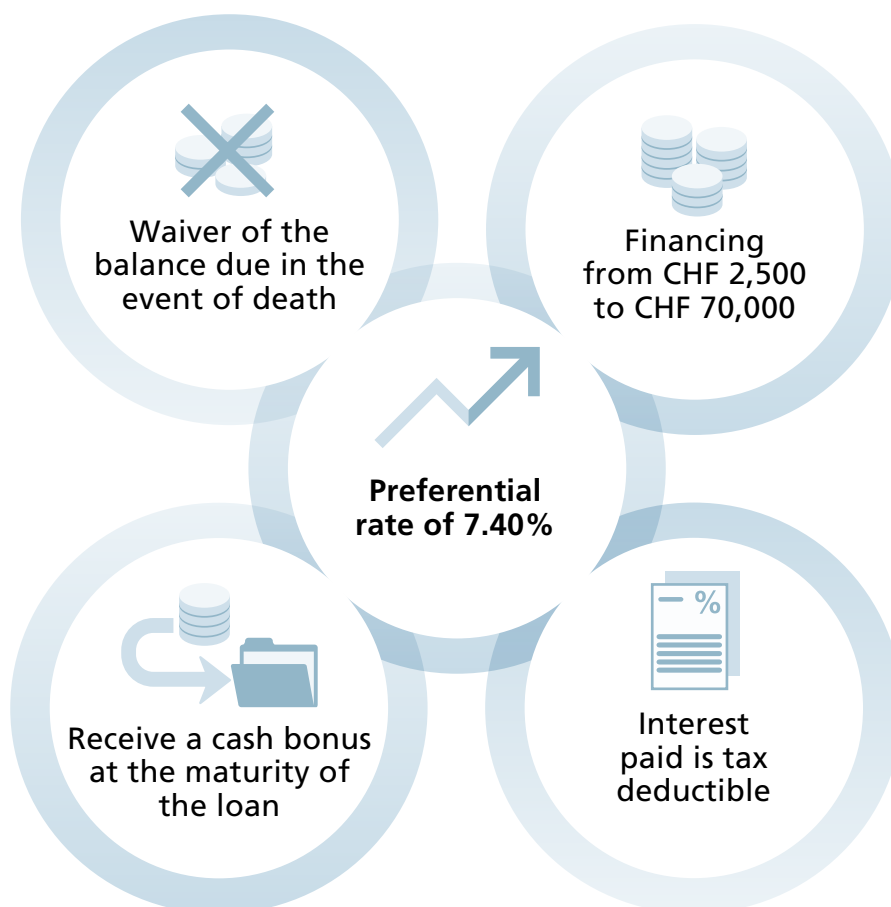 Waiver of the
balance due in the
event of death
Financing
from CHF 2,500
to CHF 70,000
Preferential
rate of 7.40%
Receive a cash bonus
at the maturity of
the loan
%
Interest
paid is tax
deductible